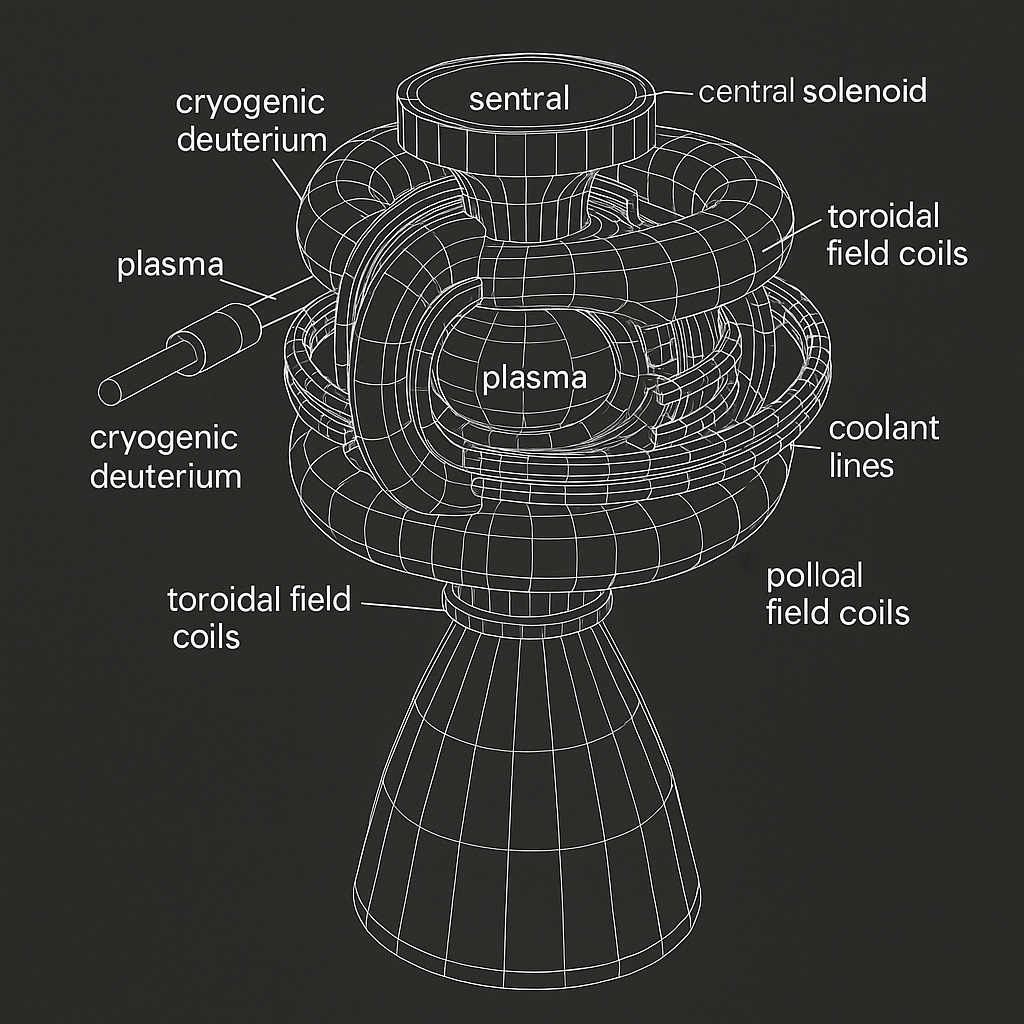 sentral
central solenoid
cryogenic
deuterium
toroidal
field coils
plasma
plasma
cryogenic
deuterium
coolant
lines
polloal
field coils
toroidal field
coils